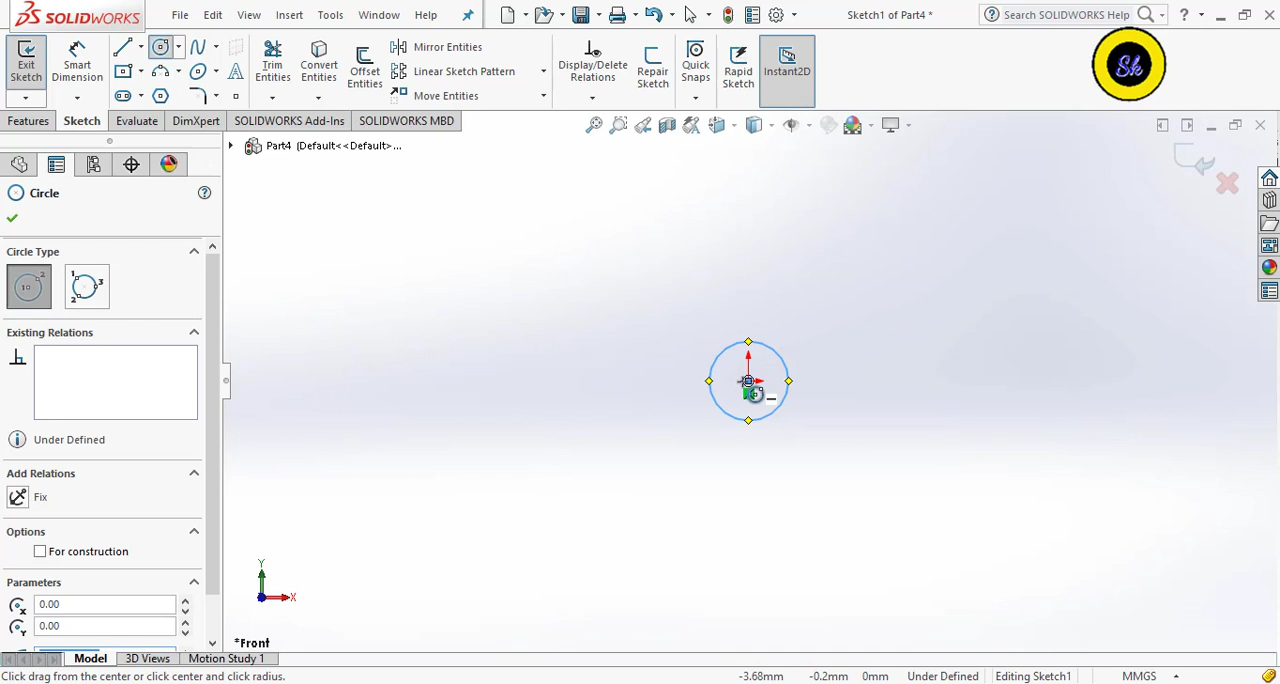 SOLIDWORKS
File Edit View Insert Tools Window Help
Sketch1 of Part4 *
Search SOLIDWORKS Help
?
Exit Sketch
Smart Dimension
Trim Entities
Convert Entities
Offset Entities
Mirror Entities
Linear Sketch Pattern
Move Entities
Display/Delete Relations
Repair Sketch
Quick Snaps
Rapid Sketch
Instant2D
Sk
Features Sketch Evaluate DimXpert SOLIDWORKS Add-Ins SOLIDWORKS MBD
Part4 (Default<<Default>...
Circle
?
Circle Type
Existing Relations
Under Defined
Add Relations
Fix
Options
For construction
Parameters
0.00
0.00
Y
X
*Front
Model 3D Views Motion Study 1
Click drag from the center or click center and click radius.
-3.68mm -0.2mm 0mm Under Defined Editing Sketch1 MMGS